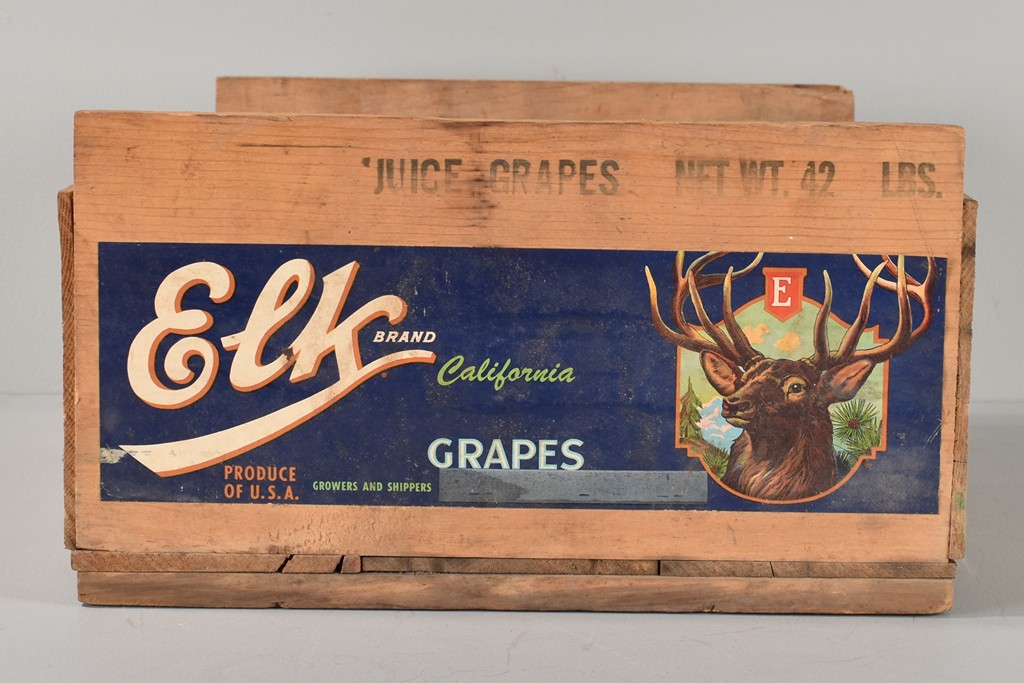 JUICE GRAPES NET WT. 42 LBS.
E
Elk BRAND
California
GRAPES
PRODUCE
OF U.S.A.
GROWERS AND SHIPPERS